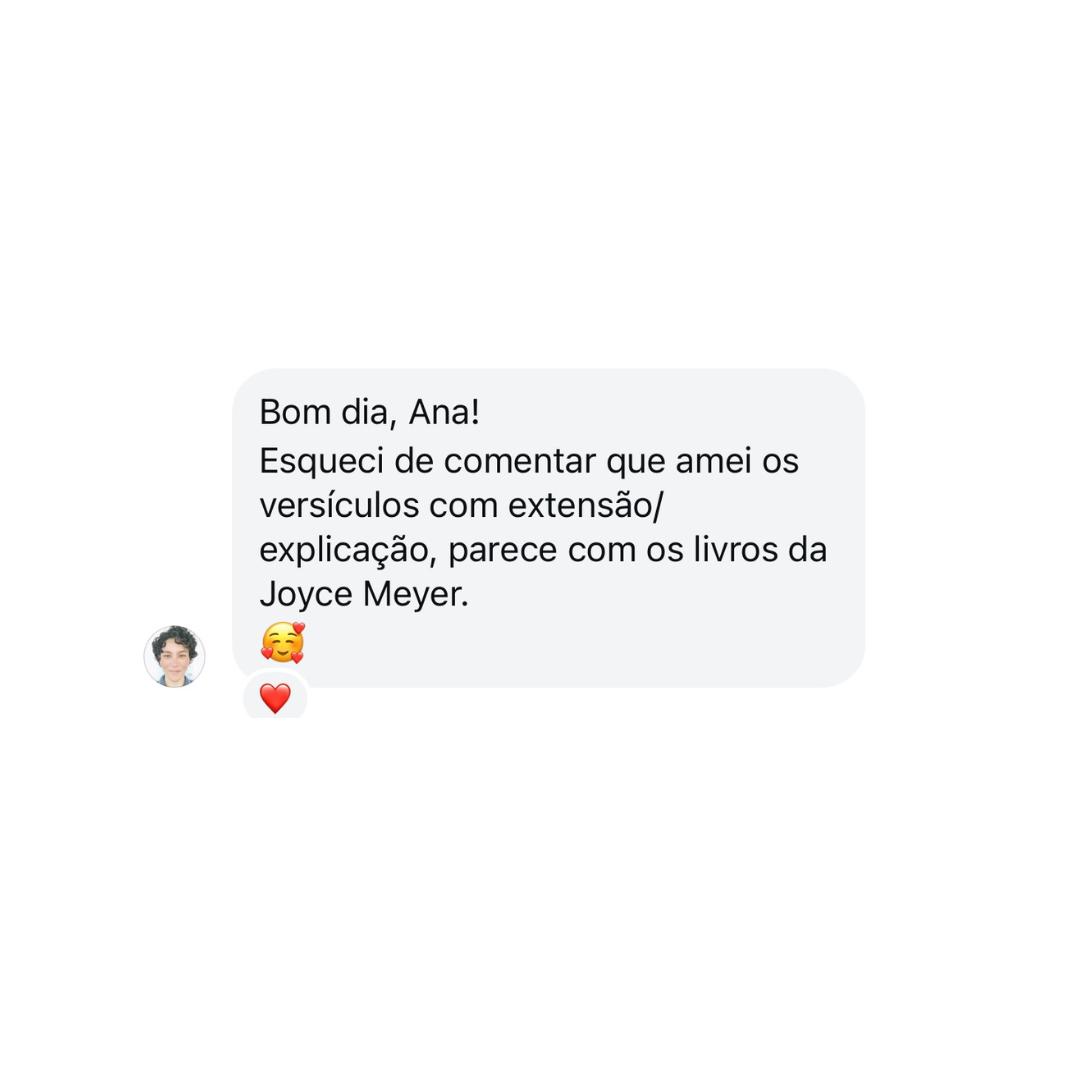 Bom dia, Ana!
Esqueci de comentar que amei os
versículos com extensão/
explicação, parece com os livros da
Joyce Meyer.
🥰
❤️